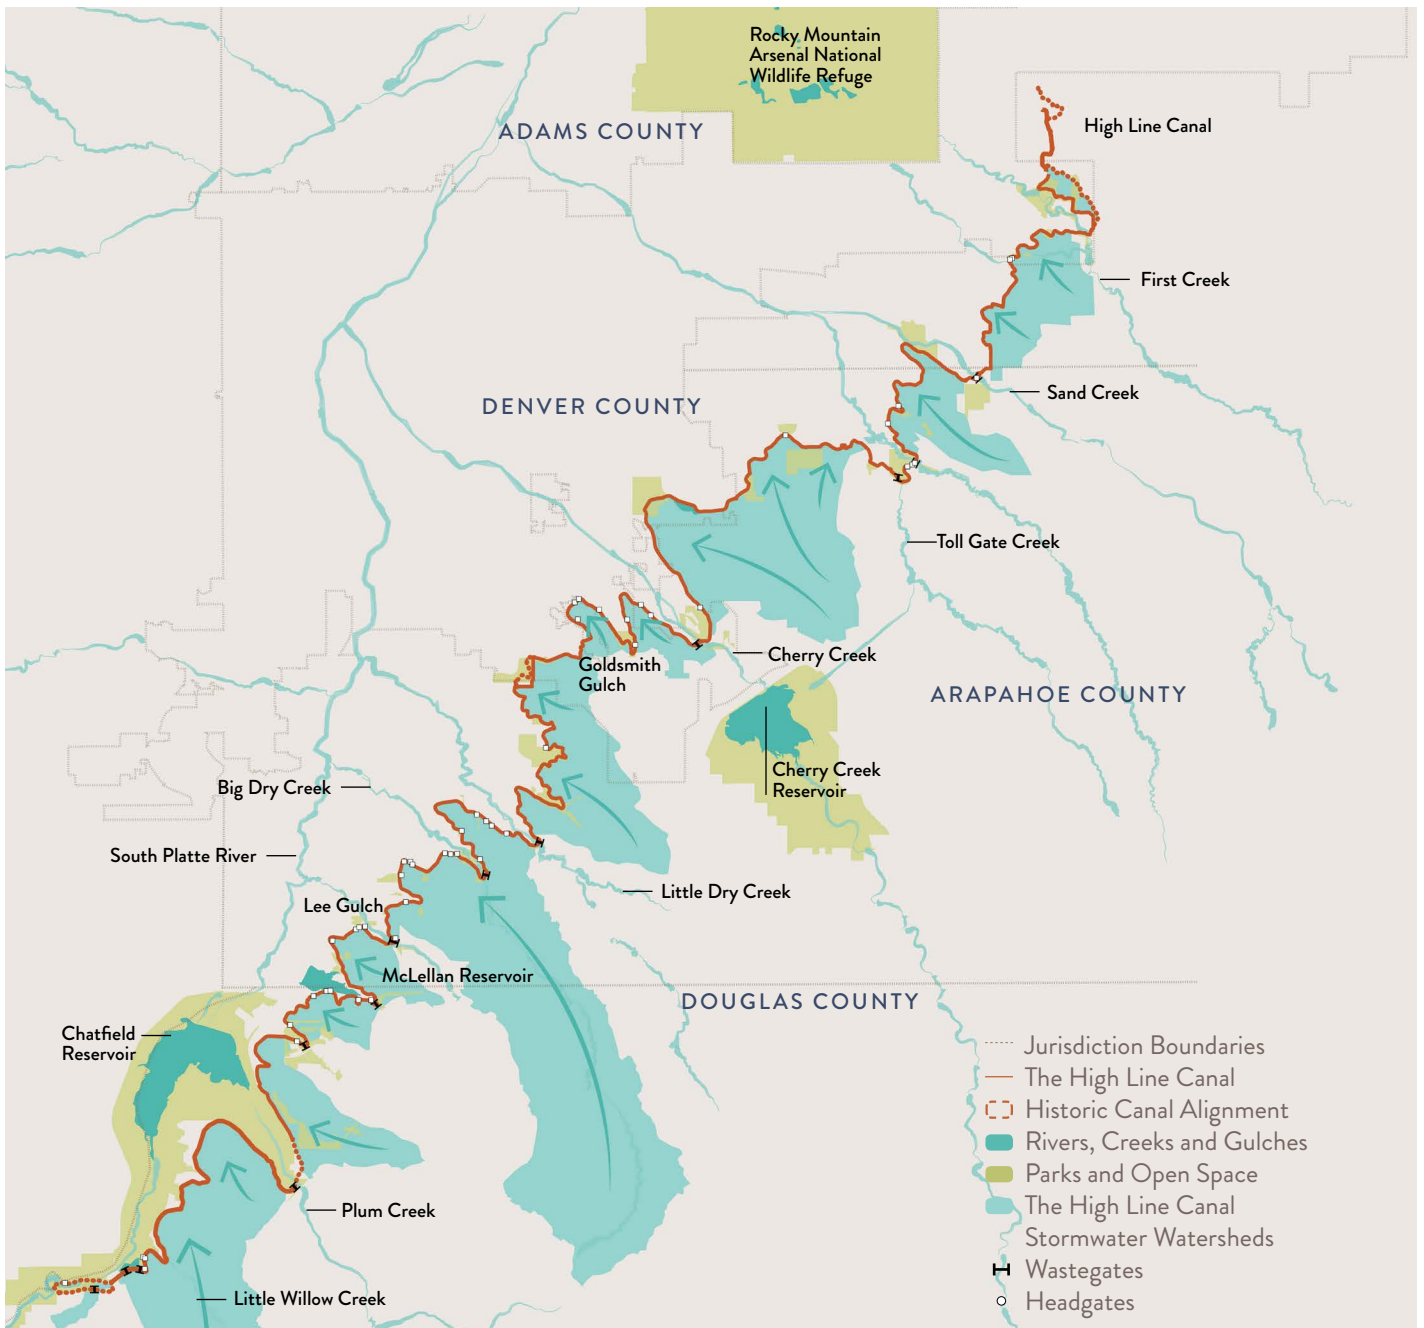 Rocky Mountain
Arsenal National
Wildlife Refuge
ADAMS COUNTY
High Line Canal
First Creek
Sand Creek
DENVER COUNTY
Toll Gate Creek
Cherry Creek
Goldsmith
Gulch
ARAPAHOE COUNTY
Cherry Creek
Reservoir
Big Dry Creek
South Platte River
Little Dry Creek
Lee Gulch
McLellan Reservoir
DOUGLAS COUNTY
Chatfield
Reservoir
Plum Creek
Little Willow Creek
Jurisdiction Boundaries
The High Line Canal
Historic Canal Alignment
Rivers, Creeks and Gulches
Parks and Open Space
The High Line Canal
Stormwater Watersheds
Wastegates
Headgates